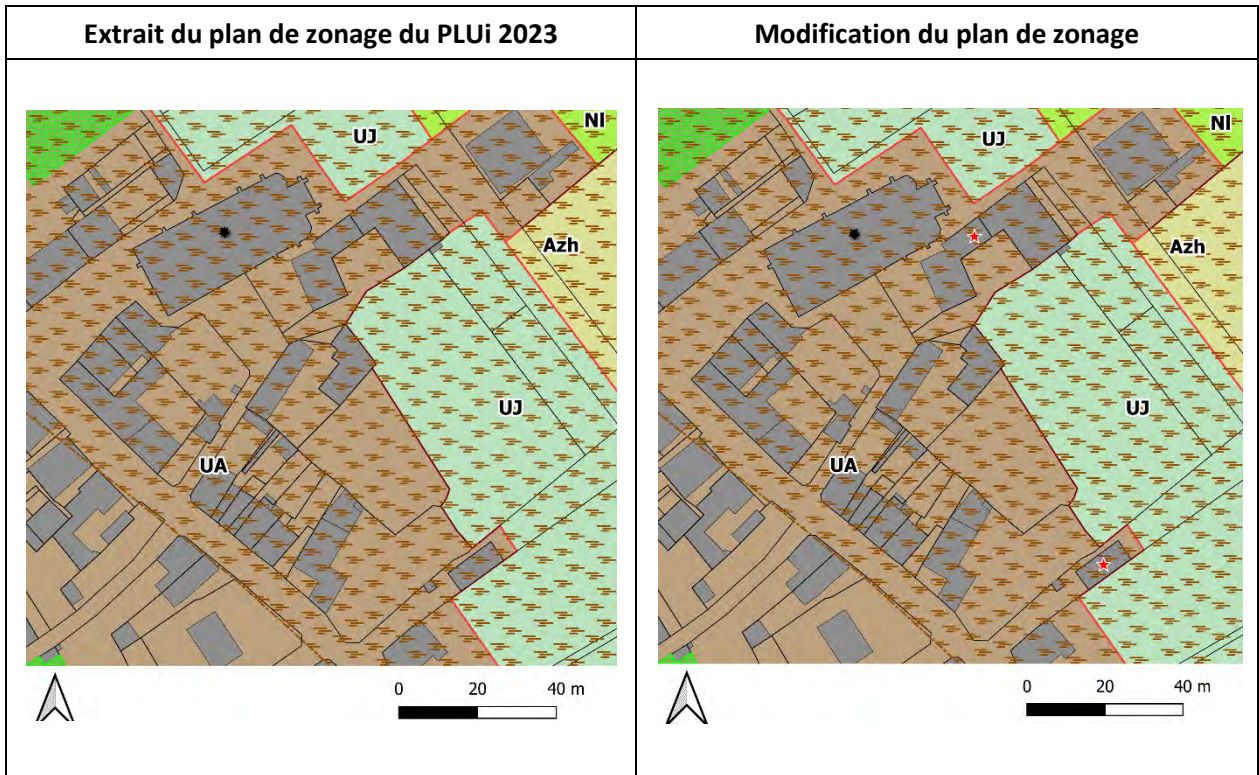 Extrait du plan de zonage du PLUi 2023
Modification du plan de zonage
UJ
Nl
Azh
UJ
UA
0 20 40 m
UJ
Nl
Azh
UJ
UA
0 20 40 m